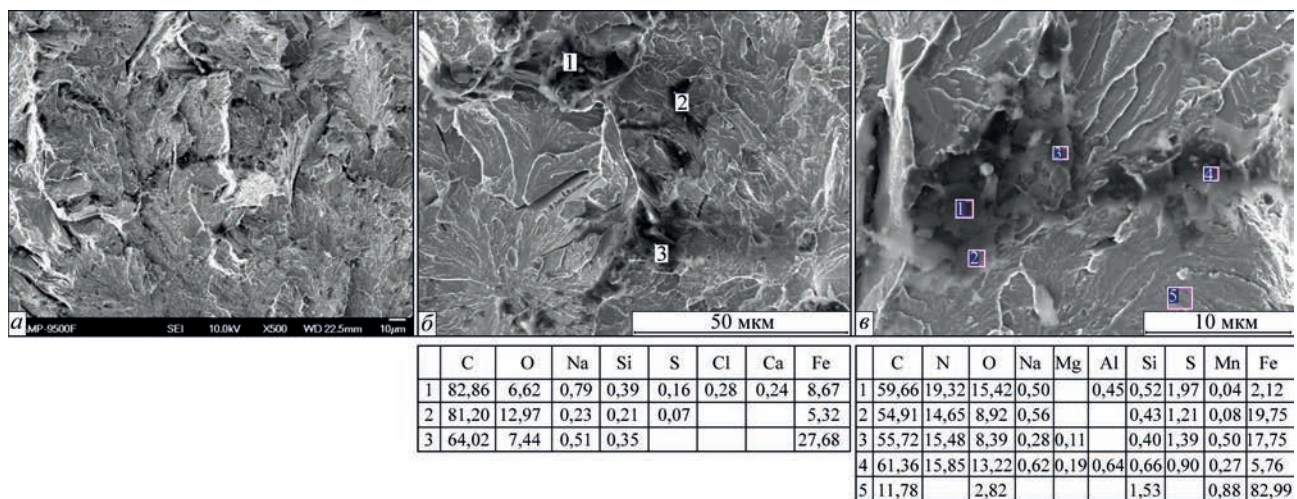 1
2
3
3
4
1
2
5
а
JMP-9500F SEI 10.0kV X500 WD 22.5mm 10µm
б
50 мкм
в
10 мкм
C O Na Si S Cl Ca Fe
1 82,86 6,62 0,79 0,39 0,16 0,28 0,24 8,67
2 81,20 12,97 0,23 0,21 0,07 5,32
3 64,02 7,44 0,51 0,35 27,68
C N O Na Mg Al Si S Mn Fe
1 59,66 19,32 15,42 0,50 0,45 0,52 1,97 0,04 2,12
2 54,91 14,65 8,92 0,56 0,43 1,21 0,08 19,75
3 55,72 15,48 8,39 0,28 0,11 0,40 1,39 0,50 17,75
4 61,36 15,85 13,22 0,62 0,19 0,64 0,66 0,90 0,27 5,76
5 11,78 2,82 1,53 0,88 82,99